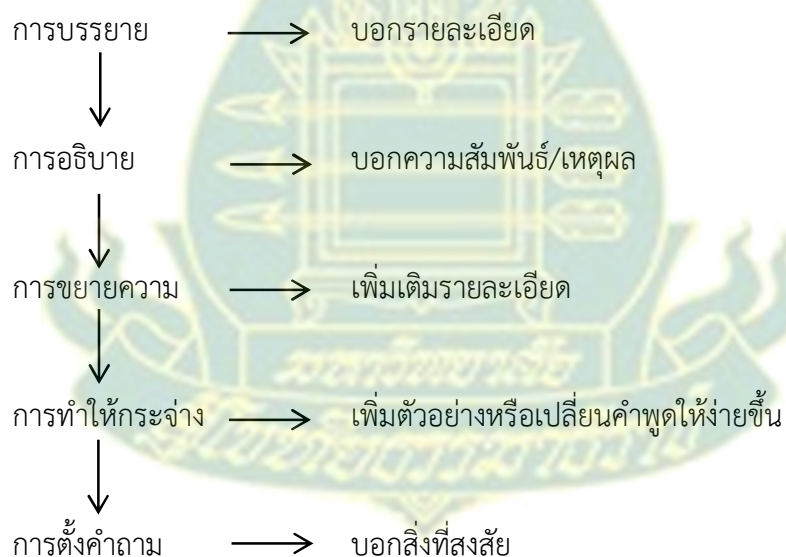 การบรรยาย บอกรายละเอียด
การอธิบาย บอกความสัมพันธ์/เหตุผล
การขยายความ เพิ่มเติมรายละเอียด
การทำให้กระจ่าง เพิ่มตัวอย่างหรือเปลี่ยนคำพูดให้ง่ายขึ้น
การตั้งคำถาม บอกสิ่งที่สงสัย